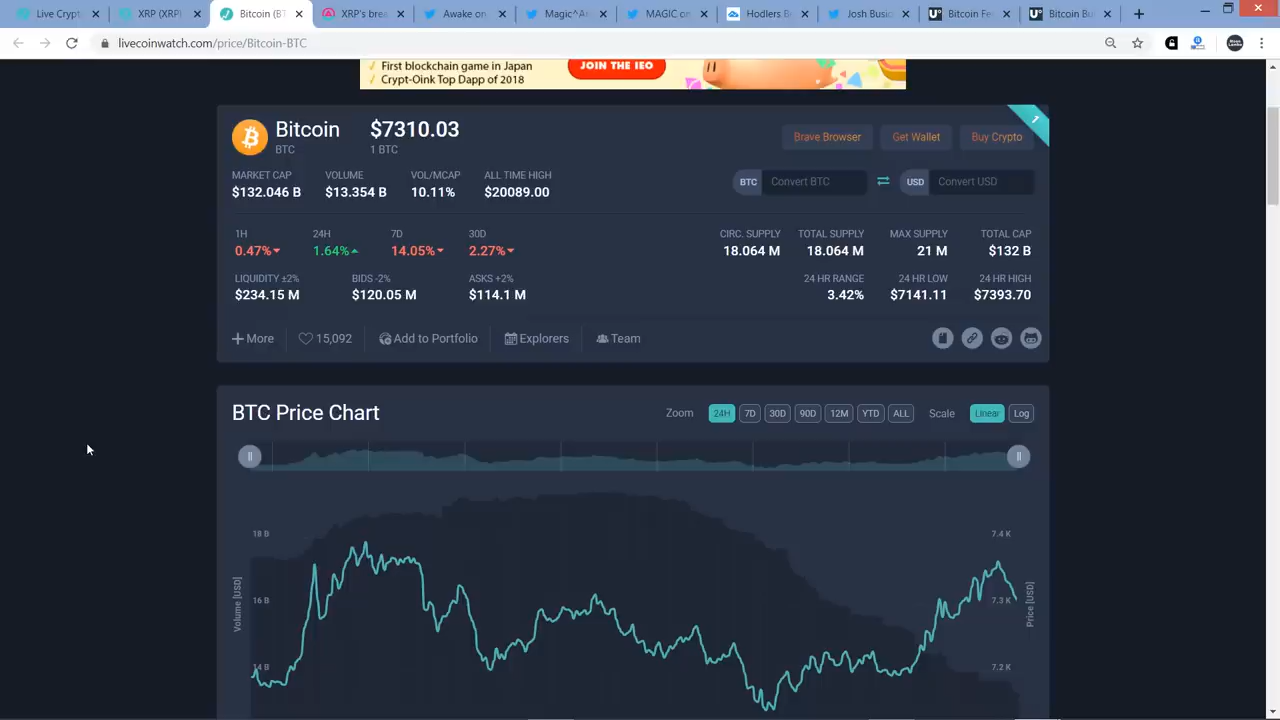 Live Crypt
XRP (XRP
Bitcoin (BT
XRP's brea
Awake on
Magic^A
MAGIC on
Hodlers B
Josh Busic
Bitcoin Fe
Bitcoin Bu
livecoinwatch.com/price/Bitcoin-BTC
First blockchain game in Japan
Crypt-Oink Top Dapp of 2018
JOIN THE IEO
Bitcoin
BTC
$7310.03
1 BTC
Brave Browser
Get Wallet
Buy Crypto
1
MARKET CAP VOLUME VOL/MCAP ALL TIME HIGH
$132.046 B $13.354 B 10.11% $20089.00
BTC Convert BTC USD Convert USD
1H 24H 7D 30D
0.47% 1.64% 14.05% 2.27%
CIRC. SUPPLY TOTAL SUPPLY MAX SUPPLY TOTAL CAP
18.064 M 18.064 M 21 M $132 B
LIQUIDITY ±2% BIDS -2% ASKS +2%
$234.15 M $120.05 M $114.1 M
24 HR RANGE 24 HR LOW 24 HR HIGH
3.42% $7141.11 $7393.70
More 15,092 Add to Portfolio Explorers Team
BTC Price Chart
Zoom 24H 7D 30D 90D 12M YTD ALL Scale Linear Log
18 B 7.4 K
16 B 7.3 K
14 B 7.2 K
Volume [USD]
Price [USD]